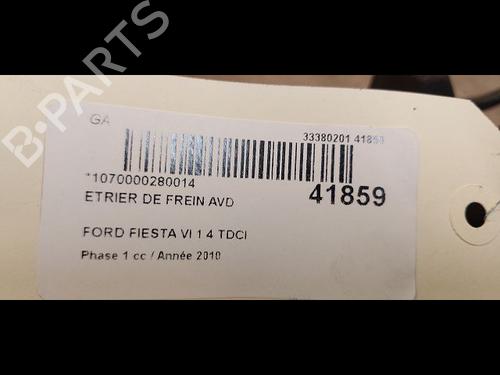 GA
33380201 41859
*1070000280014
ETRIER DE FREIN AVD
41859
FORD FIESTA VI 1 4 TDCI
Phase 1 cc / Année 2010
B-PARTS